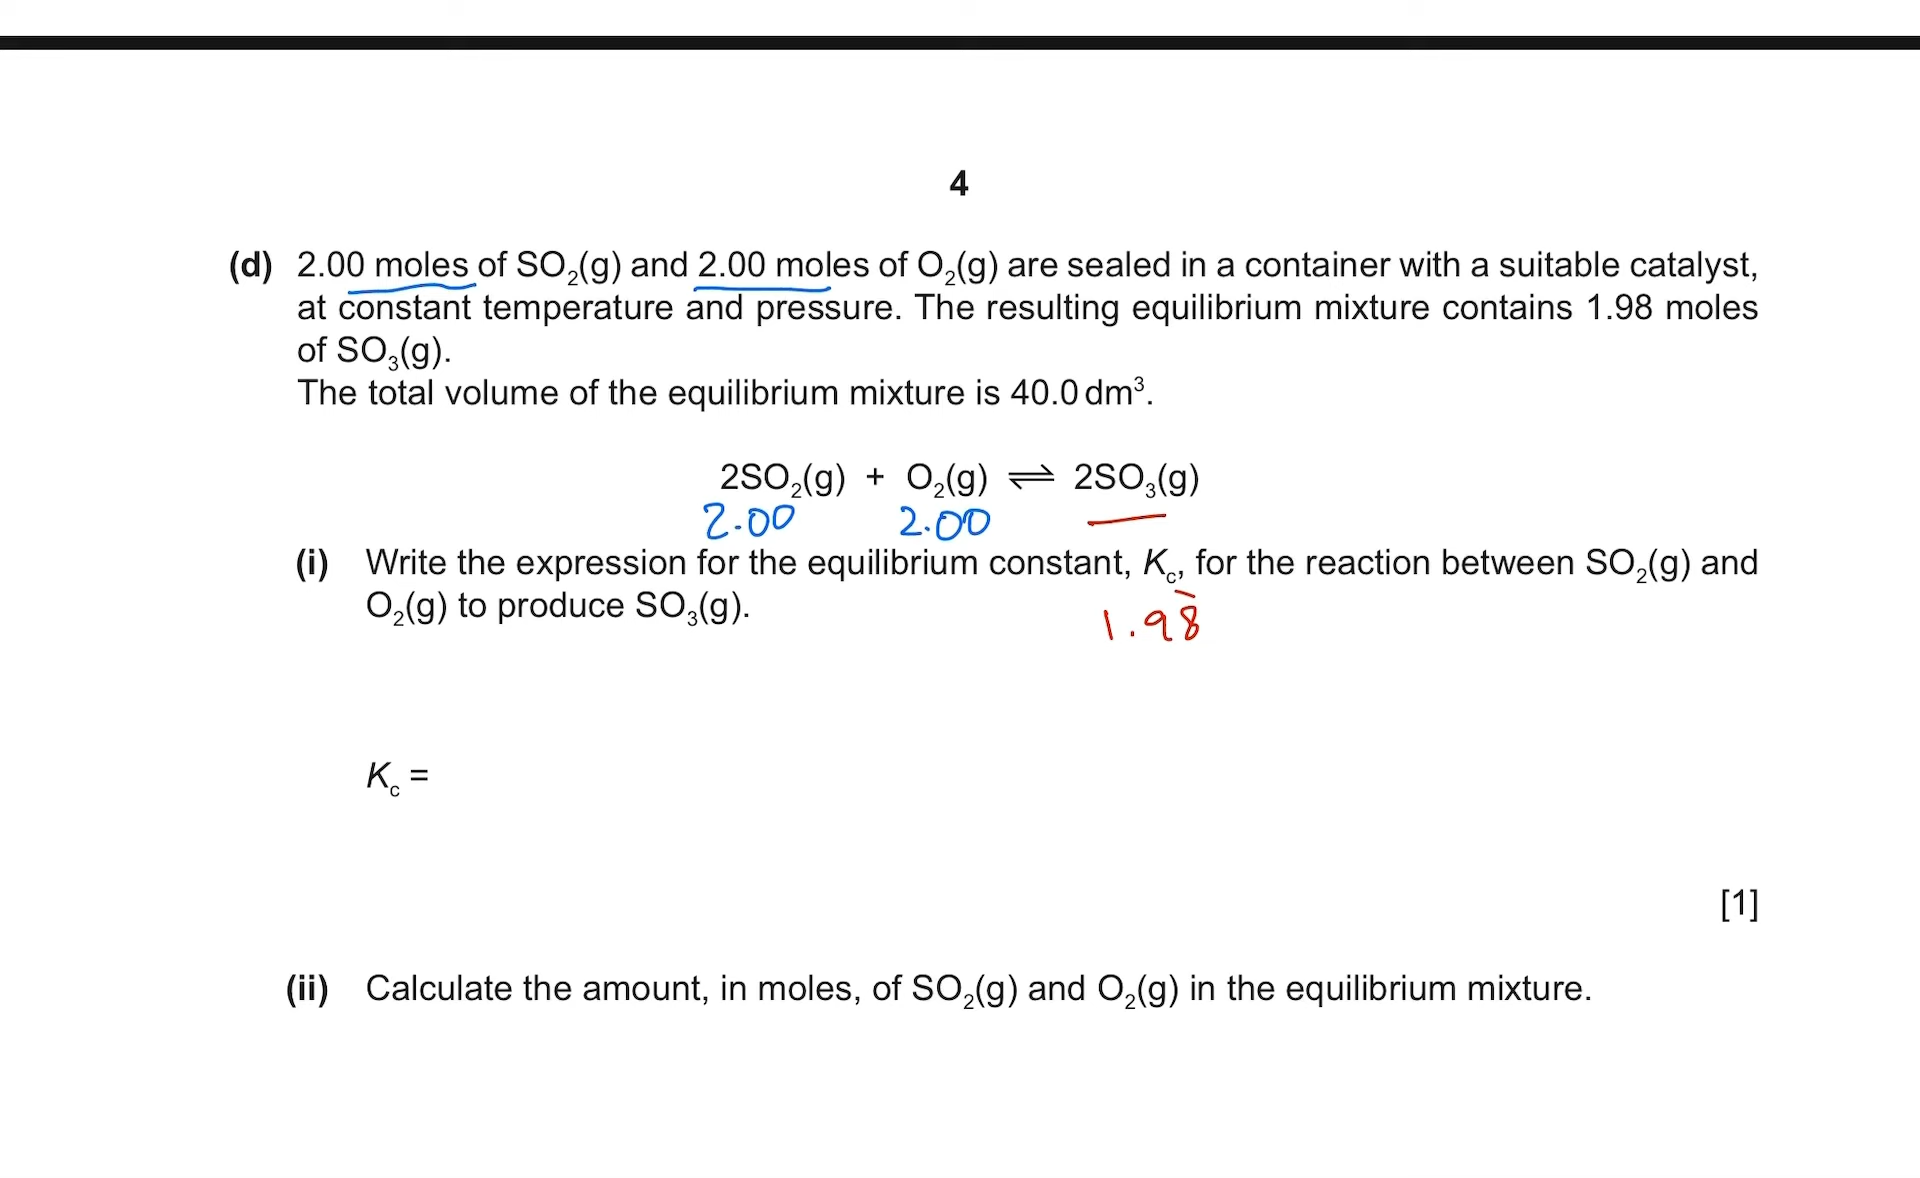 4
(d) 2.00 moles of SO₂(g) and 2.00 moles of O₂(g) are sealed in a container with a suitable catalyst,
at constant temperature and pressure. The resulting equilibrium mixture contains 1.98 moles
of SO₃(g).
The total volume of the equilibrium mixture is 40.0 dm³.
2SO₂(g) + O₂(g) ⇌ 2SO₃(g)
2.00 2.00
(i) Write the expression for the equilibrium constant, K꜀, for the reaction between SO₂(g) and
O₂(g) to produce SO₃(g).
1.98
K꜀ =
[1]
(ii) Calculate the amount, in moles, of SO₂(g) and O₂(g) in the equilibrium mixture.